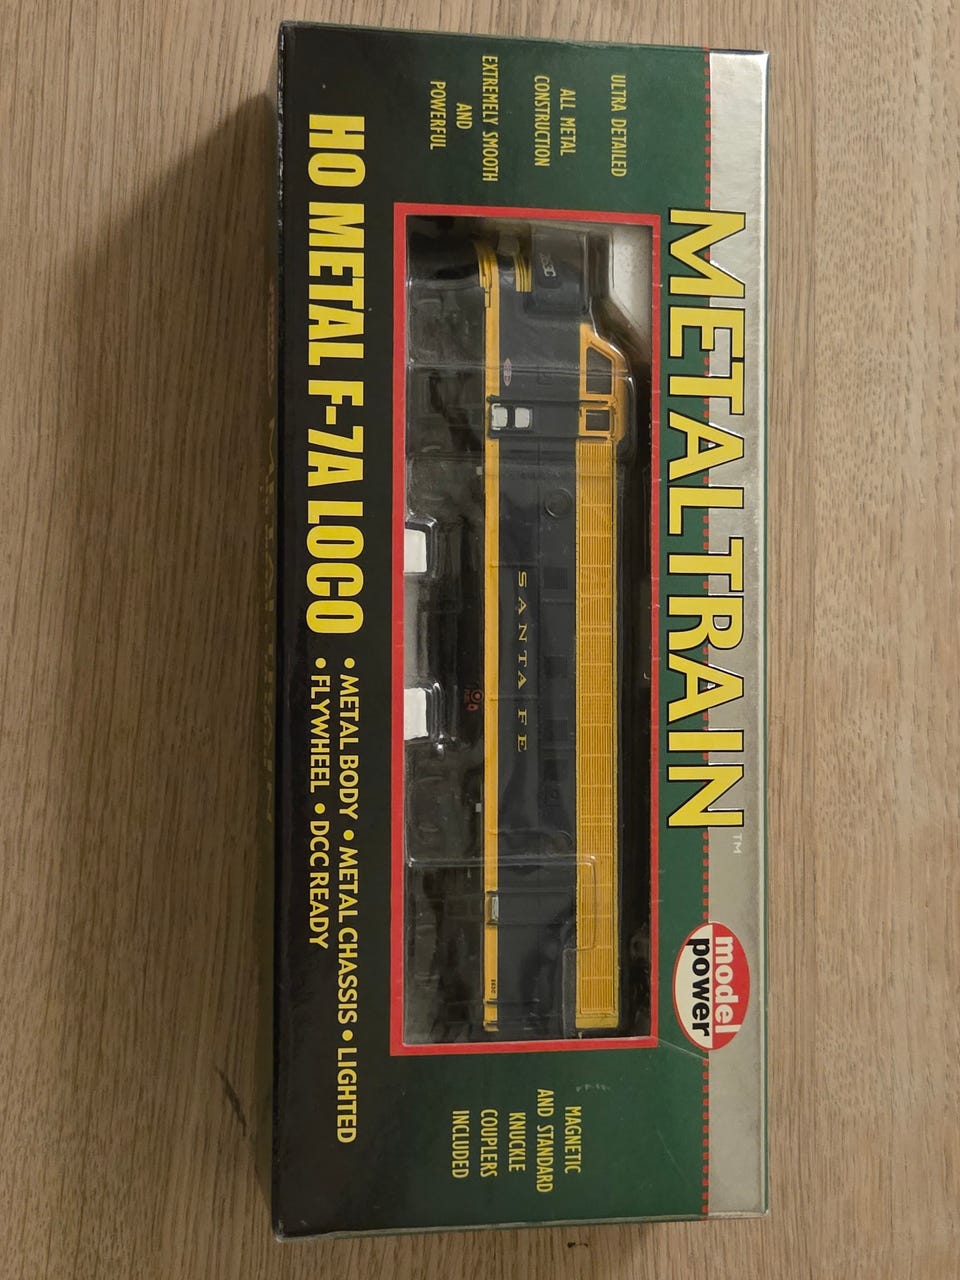 METALTRAIN™
model
power
ULTRA DETAILED
ALL METAL
CONSTRUCTION
EXTREMELY SMOOTH
AND
POWERFUL
SANTA FE
MAGNETIC
AND STANDARD
KNUCKLE
COUPLERS
INCLUDED
HO METAL F-7A LOCO
• METAL BODY • METAL CHASSIS • LIGHTED
• FLYWHEEL • DCC READY